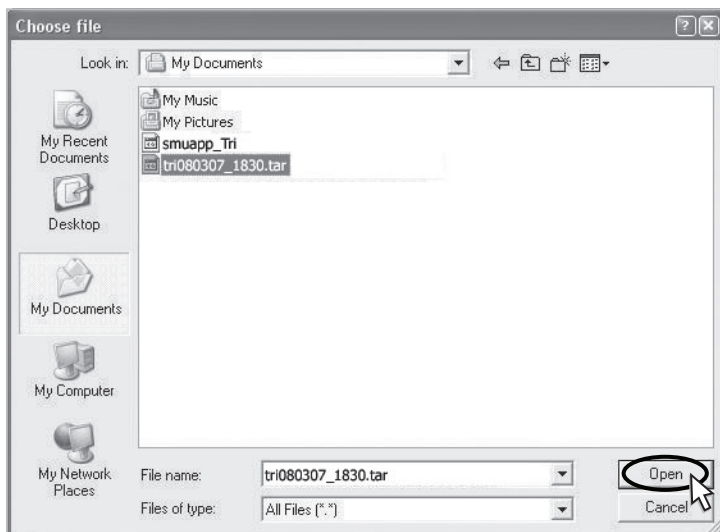 Choose file
Look in: My Documents
My Recent
Documents
Desktop
My Documents
My Computer
My Network
Places
My Music
My Pictures
smuapp_Tri
tri080307_1830.tar
File name: tri080307_1830.tar Open
Files of type: All Files (*.*) Cancel